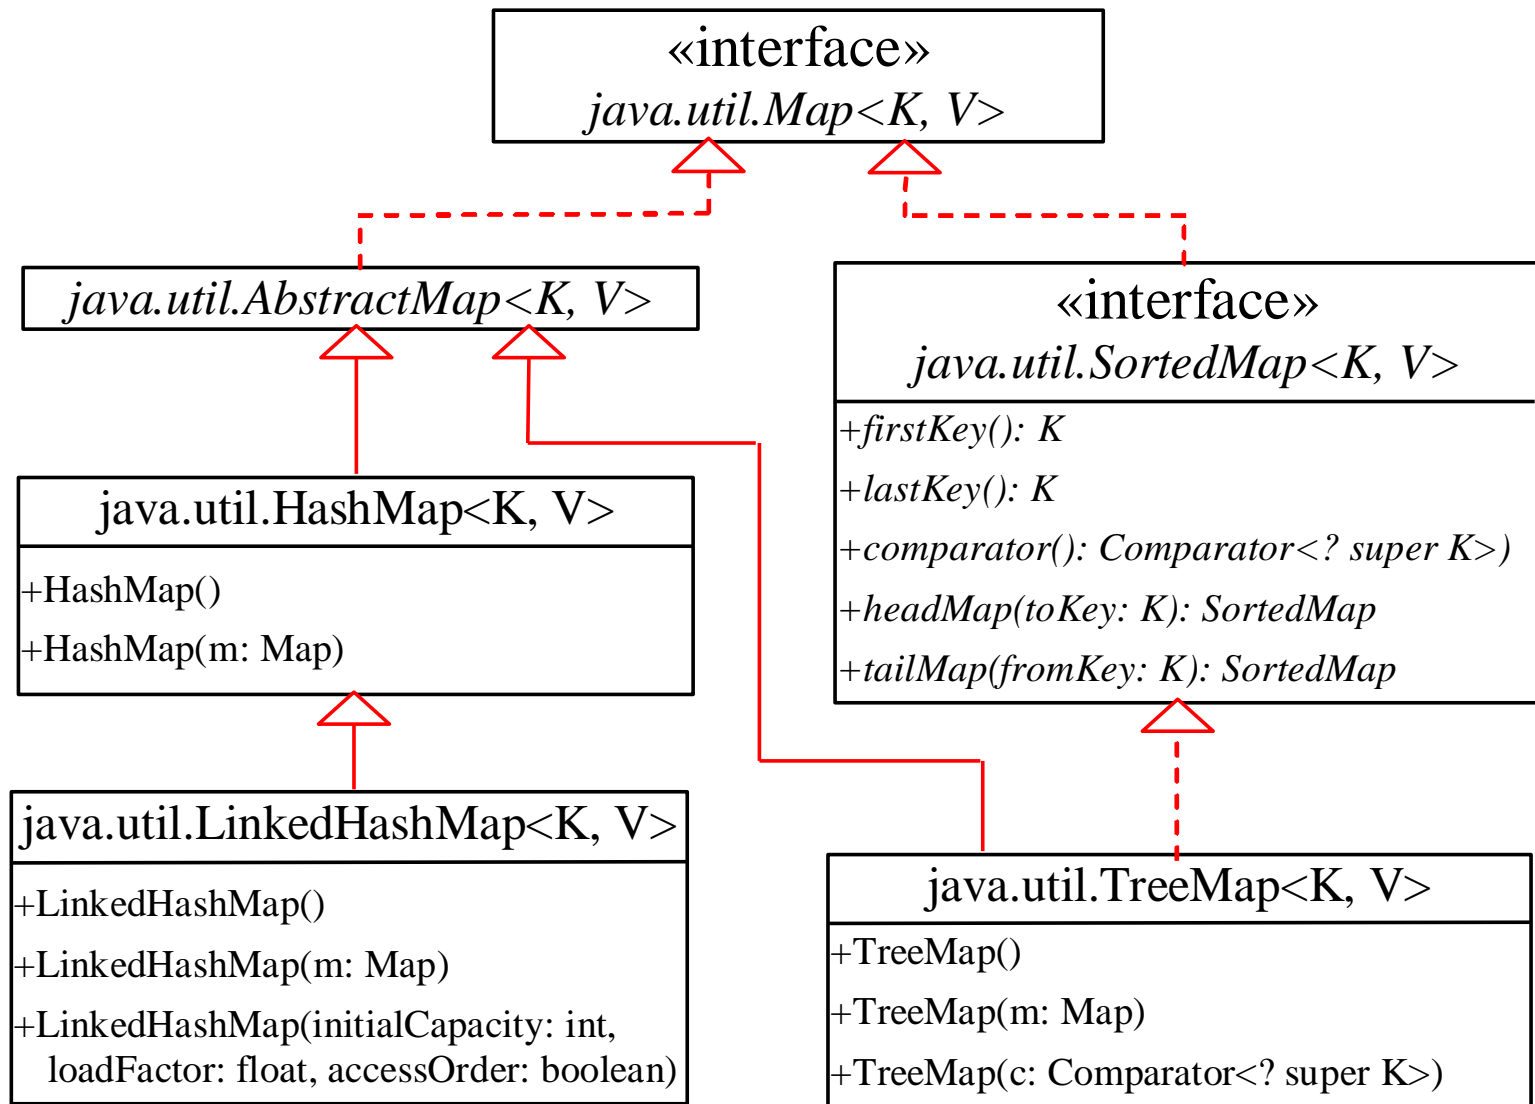 «interface»
java.util.Map<K, V>
java.util.AbstractMap<K, V>
«interface»
java.util.SortedMap<K, V>
+firstKey(): K
+lastKey(): K
+comparator(): Comparator<? super K>)
+headMap(toKey: K): SortedMap
+tailMap(fromKey: K): SortedMap
java.util.HashMap<K, V>
+HashMap()
+HashMap(m: Map)
java.util.LinkedHashMap<K, V>
+LinkedHashMap()
+LinkedHashMap(m: Map)
+LinkedHashMap(initialCapacity: int,
loadFactor: float, accessOrder: boolean)
java.util.TreeMap<K, V>
+TreeMap()
+TreeMap(m: Map)
+TreeMap(c: Comparator<? super K>)